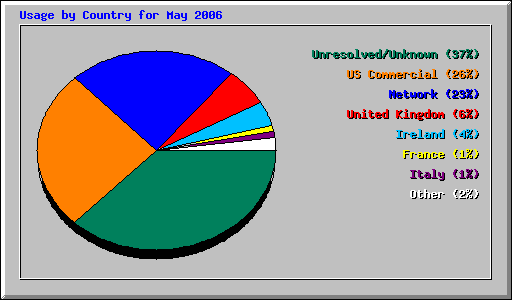 Usage by Country for May 2006
Unresolved/Unknown (37%)
US Commercial (26%)
Network (23%)
United Kingdom (6%)
Ireland (4%)
France (1%)
Italy (1%)
Other (2%)